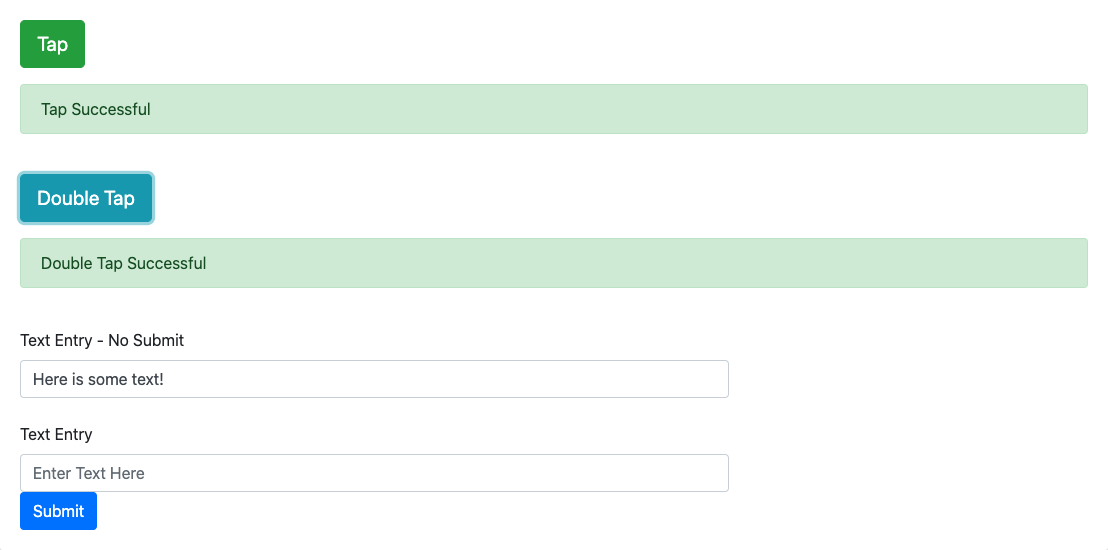 Tap
Tap Successful
Double Tap
Double Tap Successful
Text Entry - No Submit
Here is some text!
Text Entry
Enter Text Here
Submit